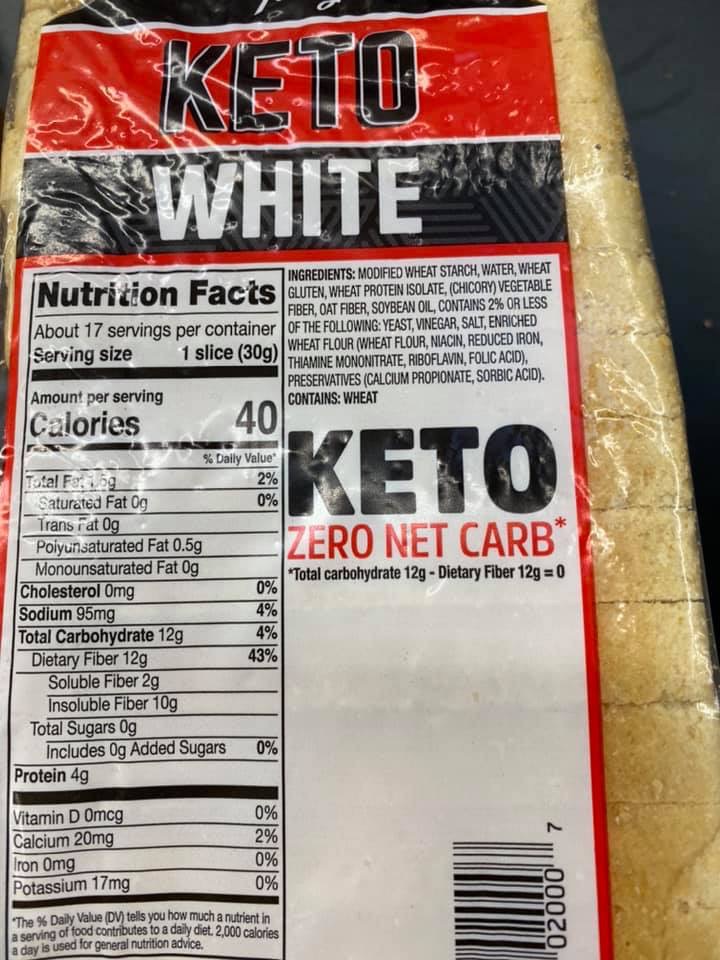 KETO
WHITE
Nutrition Facts
About 17 servings per container
Serving size 1 slice (30g)
Amount per serving
Calories 40
% Daily Value*
Total Fat 1.5g 2%
Saturated Fat 0g 0%
Trans Fat 0g
Polyunsaturated Fat 0.5g
Monounsaturated Fat 0g
Cholesterol 0mg 0%
Sodium 95mg 4%
Total Carbohydrate 12g 4%
Dietary Fiber 12g 43%
Soluble Fiber 2g
Insoluble Fiber 10g
Total Sugars 0g
Includes 0g Added Sugars 0%
Protein 4g
Vitamin D 0mcg 0%
Calcium 20mg 2%
Iron 0mg 0%
Potassium 17mg 0%
*The % Daily Value (DV) tells you how much a nutrient in
a serving of food contributes to a daily diet. 2,000 calories
a day is used for general nutrition advice.
INGREDIENTS: MODIFIED WHEAT STARCH, WATER, WHEAT
GLUTEN, WHEAT PROTEIN ISOLATE, (CHICORY) VEGETABLE
FIBER, OAT FIBER, SOYBEAN OIL, CONTAINS 2% OR LESS
OF THE FOLLOWING: YEAST, VINEGAR, SALT, ENRICHED
WHEAT FLOUR (WHEAT FLOUR, NIACIN, REDUCED IRON,
THIAMINE MONONITRATE, RIBOFLAVIN, FOLIC ACID),
PRESERVATIVES (CALCIUM PROPIONATE, SORBIC ACID).
CONTAINS: WHEAT
KETO
ZERO NET CARB*
*Total carbohydrate 12g - Dietary Fiber 12g = 0
02000 7